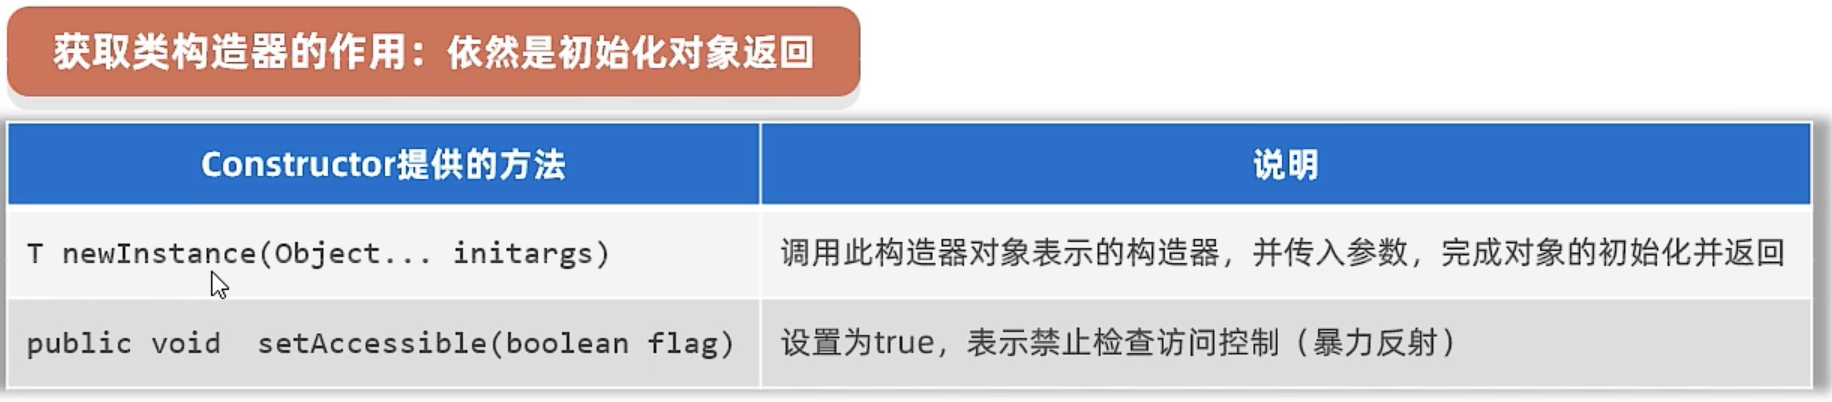 获取类构造器的作用：依然是初始化对象返回
Constructor提供的方法
说明
T newInstance(Object... initargs)
调用此构造器对象表示的构造器，并传入参数，完成对象的初始化并返回
public void  setAccessible(boolean flag)
设置为true，表示禁止检查访问控制（暴力反射）